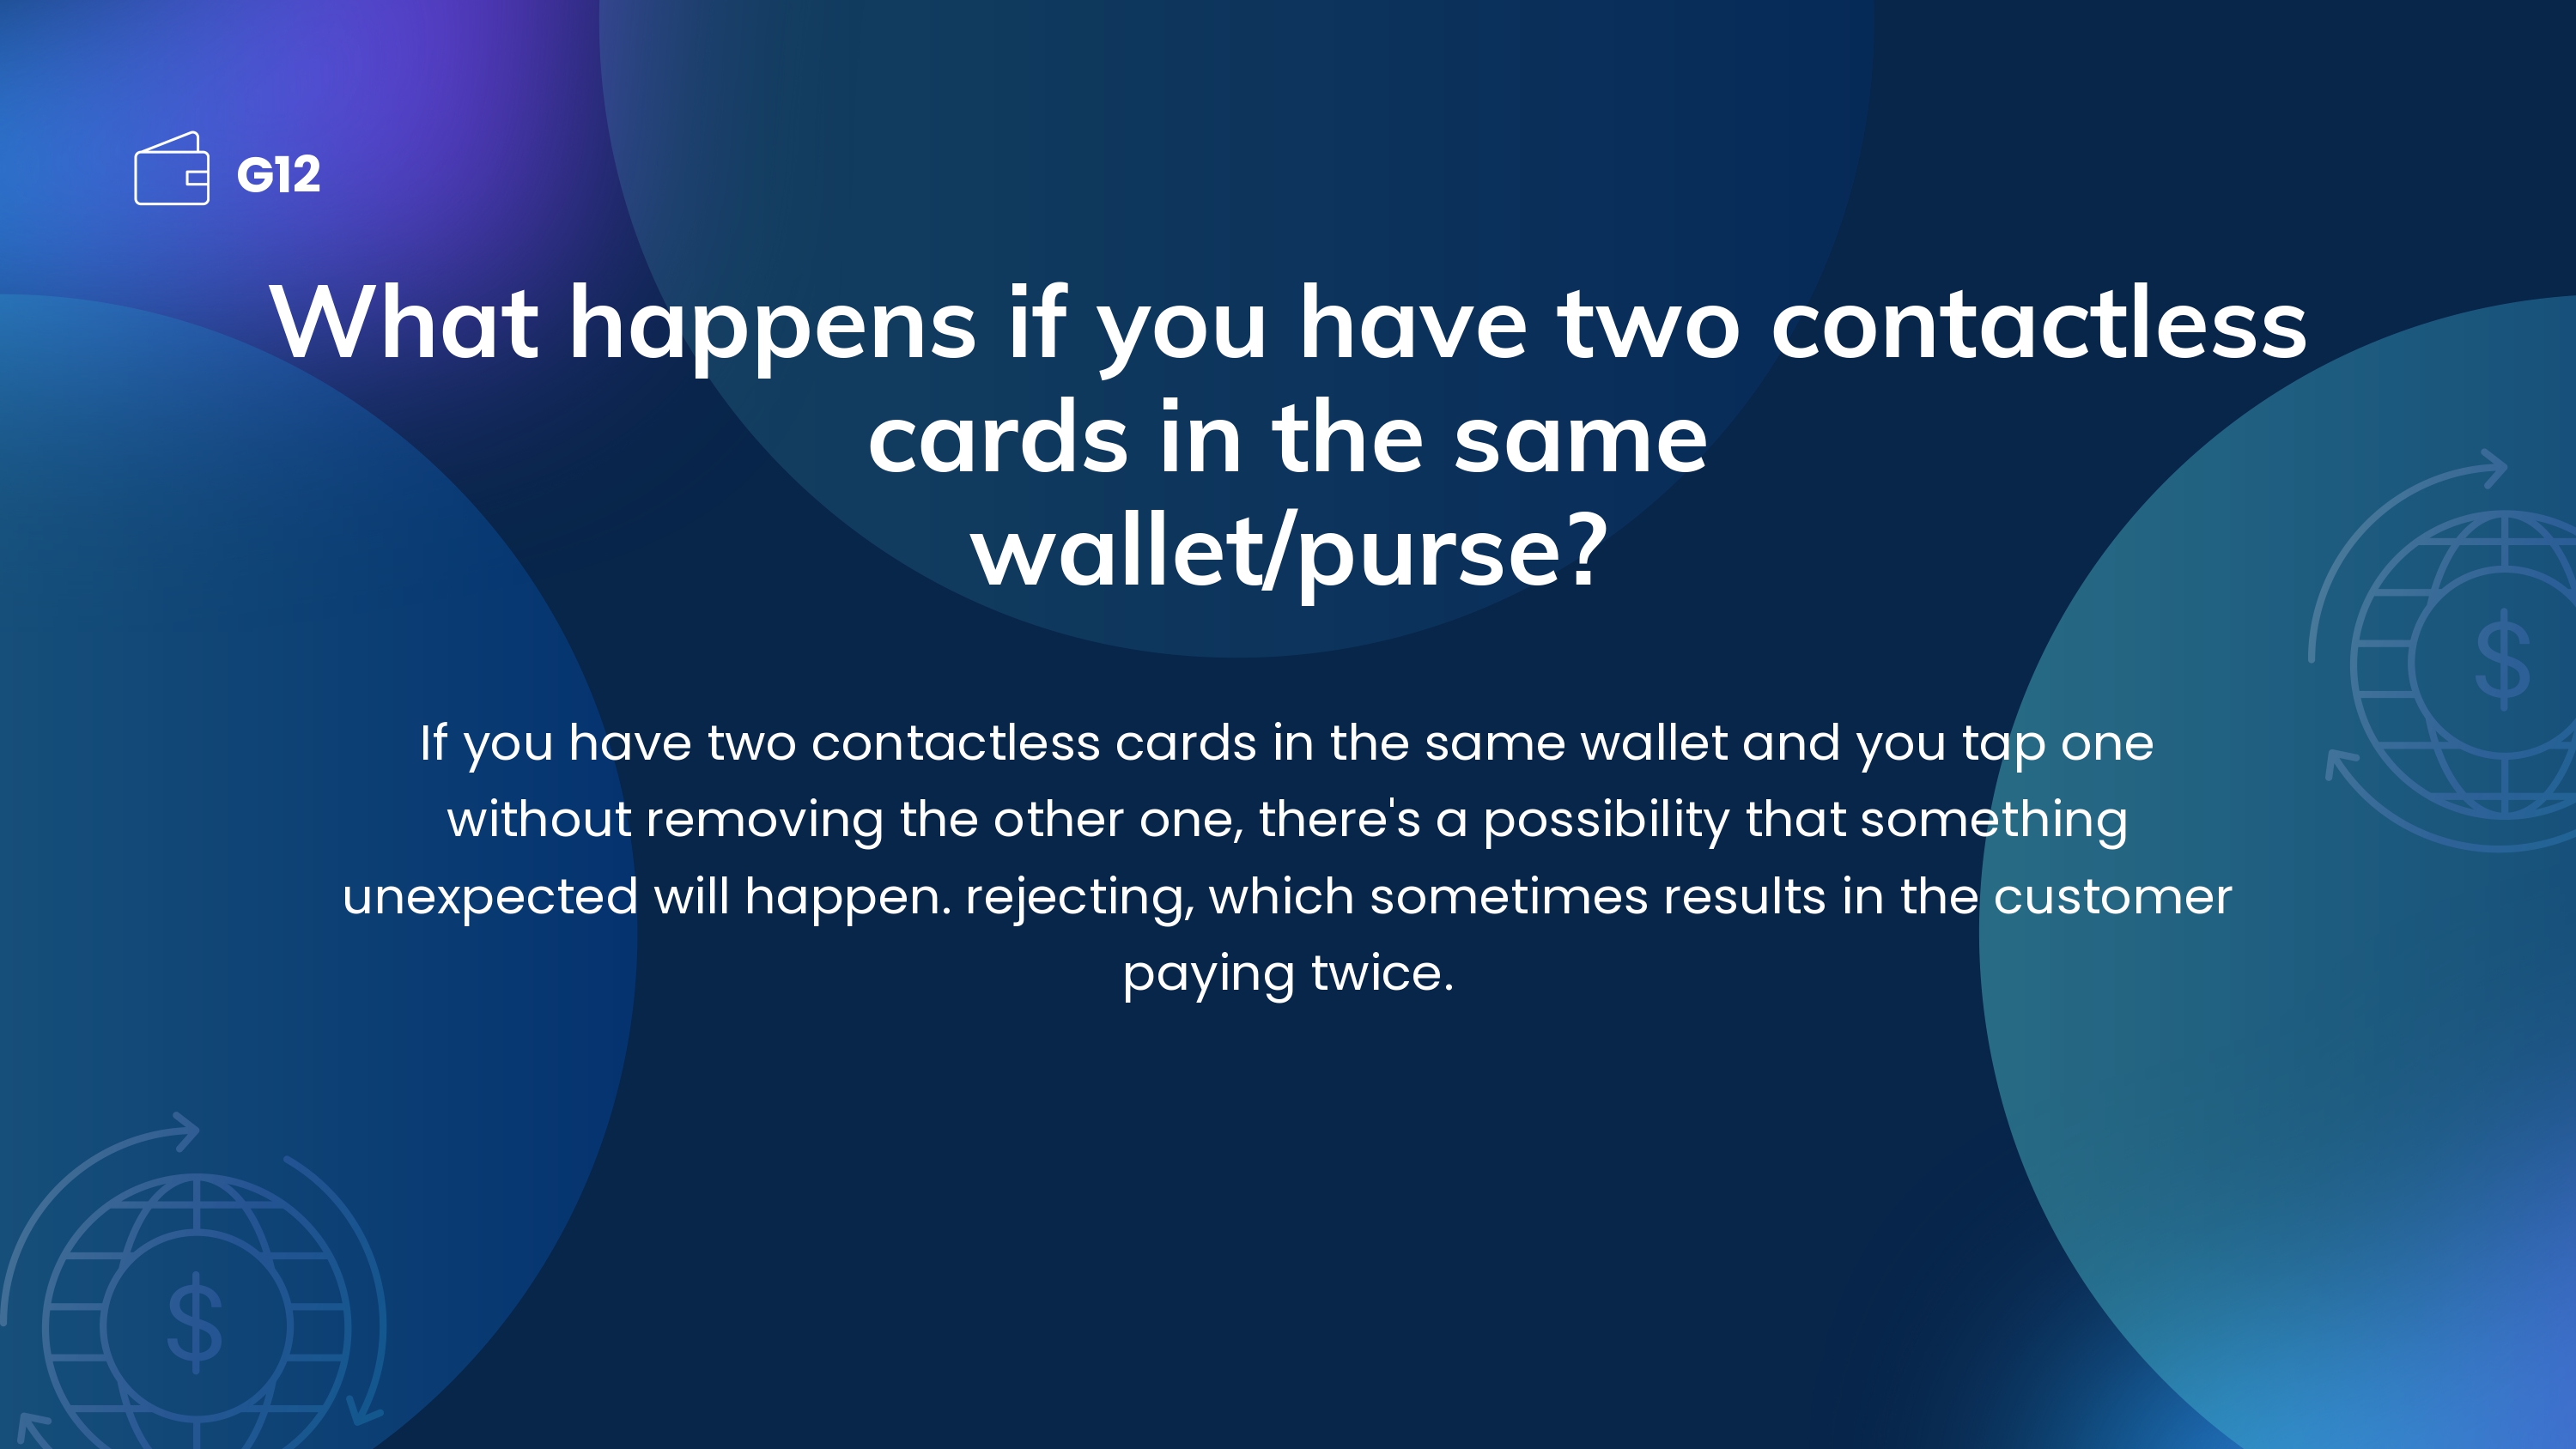 G12
What happens if you have two contactless
cards in the same
wallet/purse?
If you have two contactless cards in the same wallet and you tap one
without removing the other one, there's a possibility that something
unexpected will happen. rejecting, which sometimes results in the customer
paying twice.
$
$